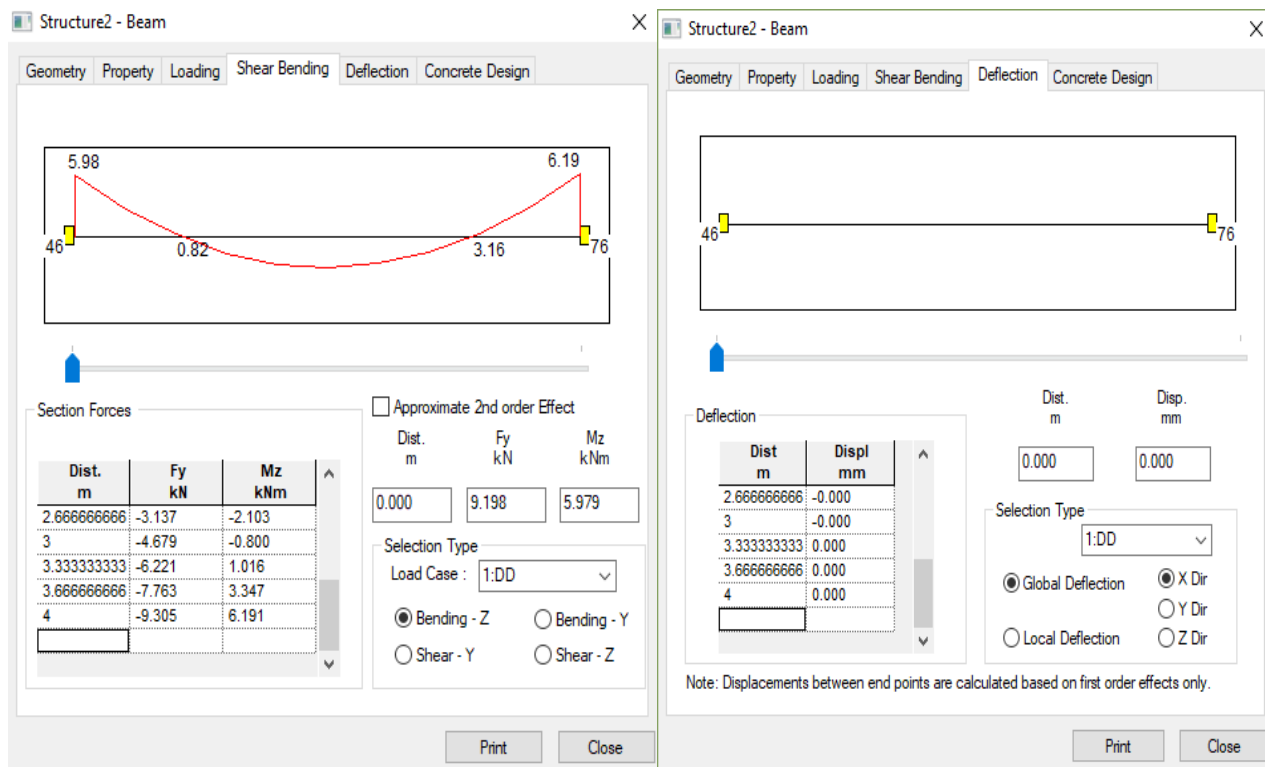 Structure2 - Beam
Geometry Property Loading Shear Bending Deflection Concrete Design
5.98 6.19
46 0.82 3.16 76
Section Forces
Approximate 2nd order Effect
Dist. Fy Mz
m kN kNm
0.000 9.198 5.979
Dist. Fy Mz
m kN kNm
2.666666666 -3.137 -2.103
3 -4.679 -0.800
3.333333333 -6.221 1.016
3.666666666 -7.763 3.347
4 -9.305 6.191
Selection Type
Load Case : 1:DD
Bending - Z Bending - Y
Shear - Y Shear - Z
Print Close
Structure2 - Beam
Geometry Property Loading Shear Bending Deflection Concrete Design
46 76
Deflection
Dist. Disp.
m mm
0.000 0.000
Dist Displ
m mm
2.666666666 -0.000
3 -0.000
3.333333333 0.000
3.666666666 0.000
4 0.000
Selection Type
1:DD
Global Deflection X Dir
Y Dir
Local Deflection Z Dir
Note: Displacements between end points are calculated based on first order effects only.
Print Close